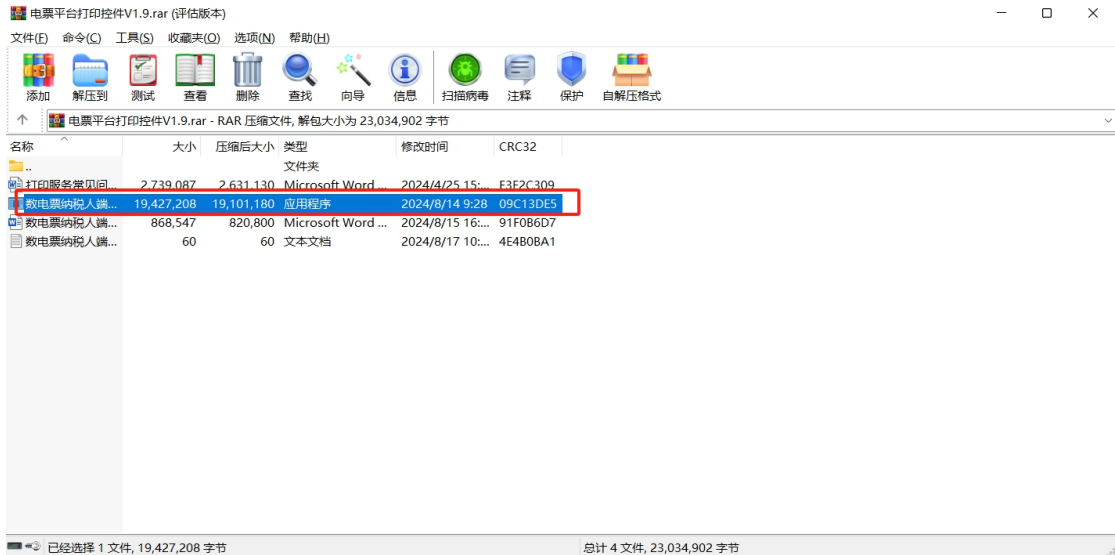 电票平台打印控件V1.9.rar (评估版本)
文件(F) 命令(C) 工具(S) 收藏夹(O) 选项(N) 帮助(H)
添加 解压到 测试 查看 删除 查找 向导 信息 扫描病毒 注释 保护 自解压格式
电票平台打印控件V1.9.rar - RAR 压缩文件, 解包大小为 23,034,902 字节
名称 大小 压缩后大小 类型 修改时间 CRC32
.. 文件夹
打印服务常见问... 2,739,087 2,631,130 Microsoft Word ... 2024/4/25 15:... F3F2C309
数电票纳税人端... 19,427,208 19,101,180 应用程序 2024/8/14 9:28 09C13DE5
数电票纳税人端... 868,547 820,800 Microsoft Word ... 2024/8/15 16:... 91F0B6D7
数电票纳税人端... 60 60 文本文档 2024/8/17 10:... 4E4B0BA1
已经选择 1 文件, 19,427,208 字节 总计 4 文件, 23,034,902 字节